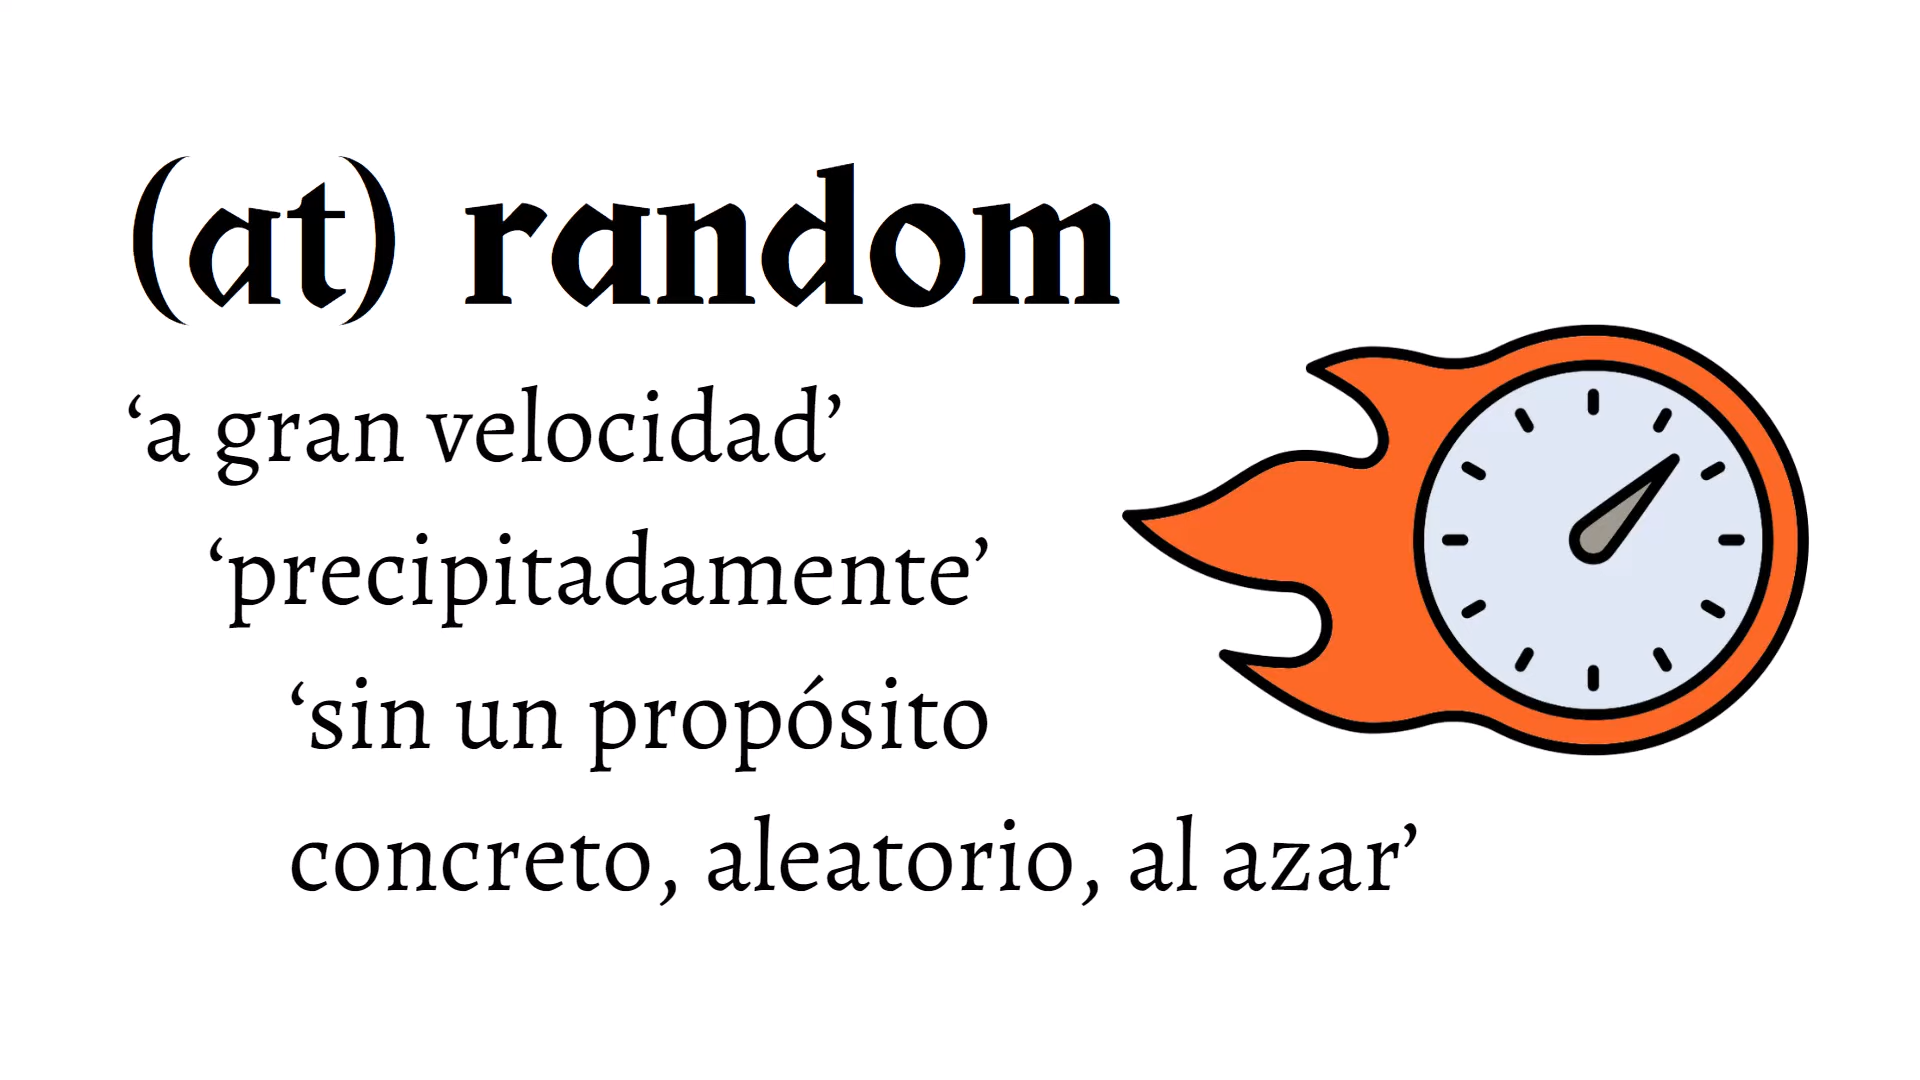 (at) random
‘a gran velocidad’
‘precipitadamente’
‘sin un propósito
concreto, aleatorio, al azar’